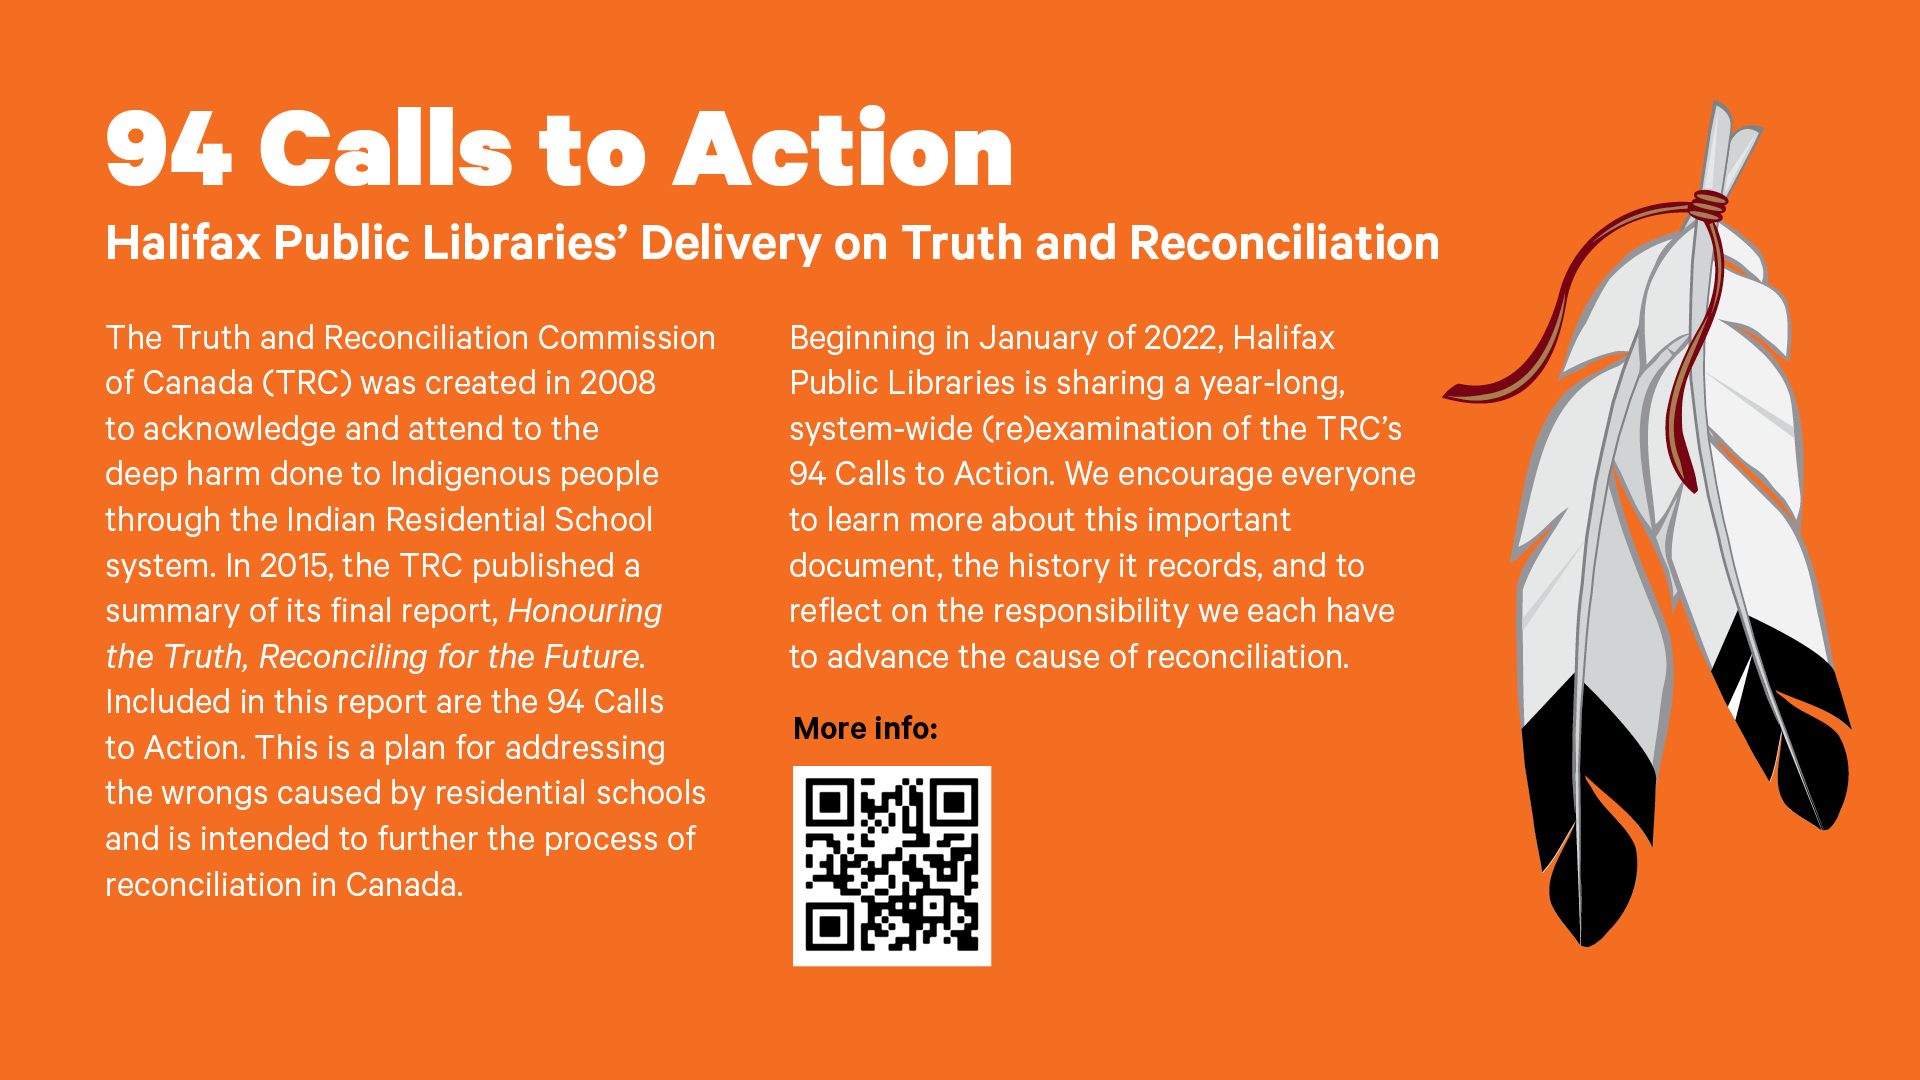 94 Calls to Action
Halifax Public Libraries’ Delivery on Truth and Reconciliation
The Truth and Reconciliation Commission
of Canada (TRC) was created in 2008
to acknowledge and attend to the
deep harm done to Indigenous people
through the Indian Residential School
system. In 2015, the TRC published a
summary of its final report, Honouring
the Truth, Reconciling for the Future.
Included in this report are the 94 Calls
to Action. This is a plan for addressing
the wrongs caused by residential schools
and is intended to further the process of
reconciliation in Canada.
Beginning in January of 2022, Halifax
Public Libraries is sharing a year-long,
system-wide (re)examination of the TRC’s
94 Calls to Action. We encourage everyone
to learn more about this important
document, the history it records, and to
reflect on the responsibility we each have
to advance the cause of reconciliation.
More info: